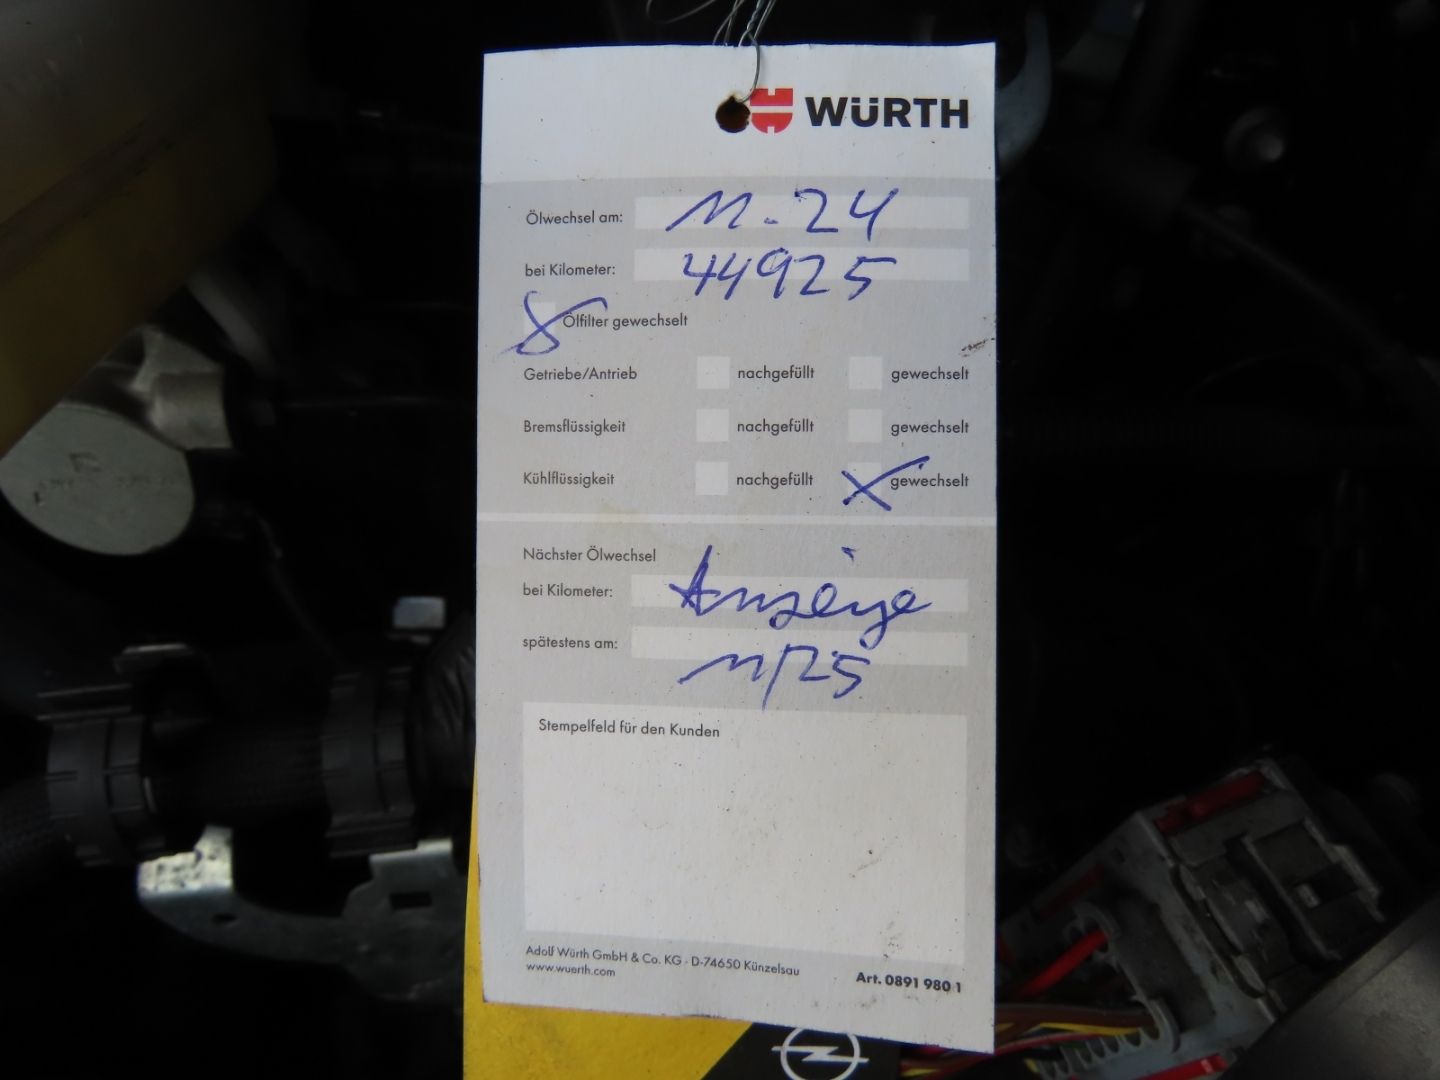 WÜRTH
Ölwechsel am: 11-24
bei Kilometer: 44925
Ölfilter gewechselt
Getriebe/Antrieb nachgefüllt gewechselt
Bremsflüssigkeit nachgefüllt gewechselt
Kühlflüssigkeit nachgefüllt gewechselt
Nächster Ölwechsel
bei Kilometer: Anzeige
spätestens am: 11/25
Stempelfeld für den Kunden
Adolf Würth GmbH & Co. KG · D-74650 Künzelsau
www.wuerth.com
Art. 0891 980 1